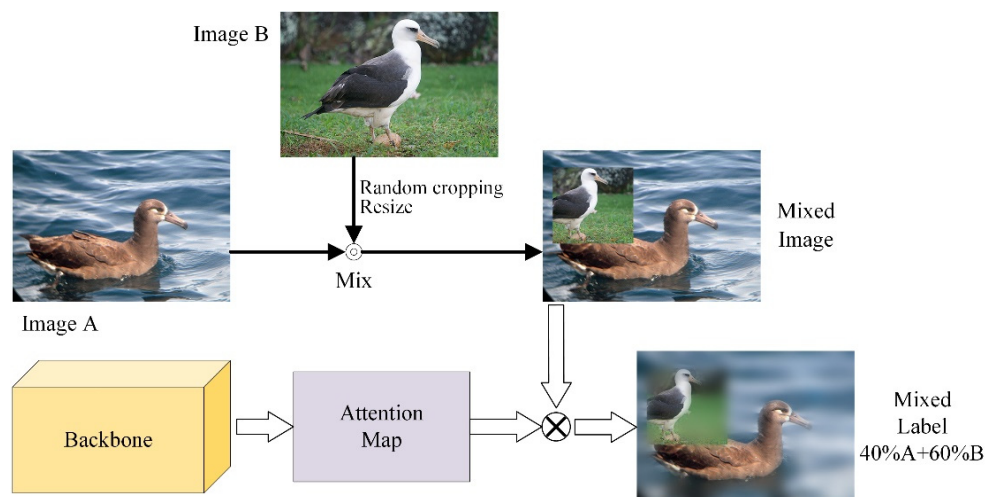 Image B
Random cropping
Resize
Mixed
Image
Mix
Image A
Backbone
Attention
Map
Mixed
Label
40%A+60%B